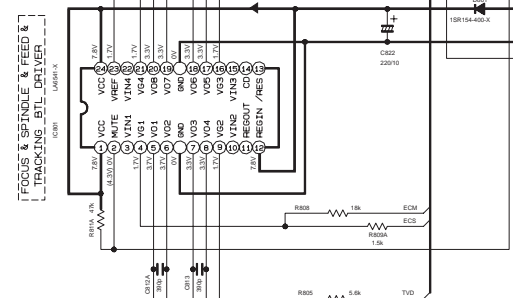 FOCUS & SPINDLE & FEED &
TRACKING BTL DRIVER
LA6541-X
IC801
7.8V 1.7V 1.7V 3.3V 3.3V 0V 3.3V 3.3V 1.7V
24 23 22 21 20 19 18 17 16 15 14 13
VCC VREF VIN4 VG4 VO8 VO7 GND VO6 VO5 VG3 VIN3 CD /RES
VCC MUTE VIN1 VG1 VO1 VO2 GND VO3 VO4 VG2 VIN2 REGOUT REGIN
1 2 3 4 5 6 7 8 9 10 11 12
7.8V (4.3V) 0V 1.7V 3.7V 3.7V 0V 3.3V 3.3V 1.7V 7.8V
+
C822
220/10
1SR154-400-X
R811A 47k
R808 18k ECM
ECS
R809A
1.5k
C812A 390p
C813 390p
R805 5.6k TVD